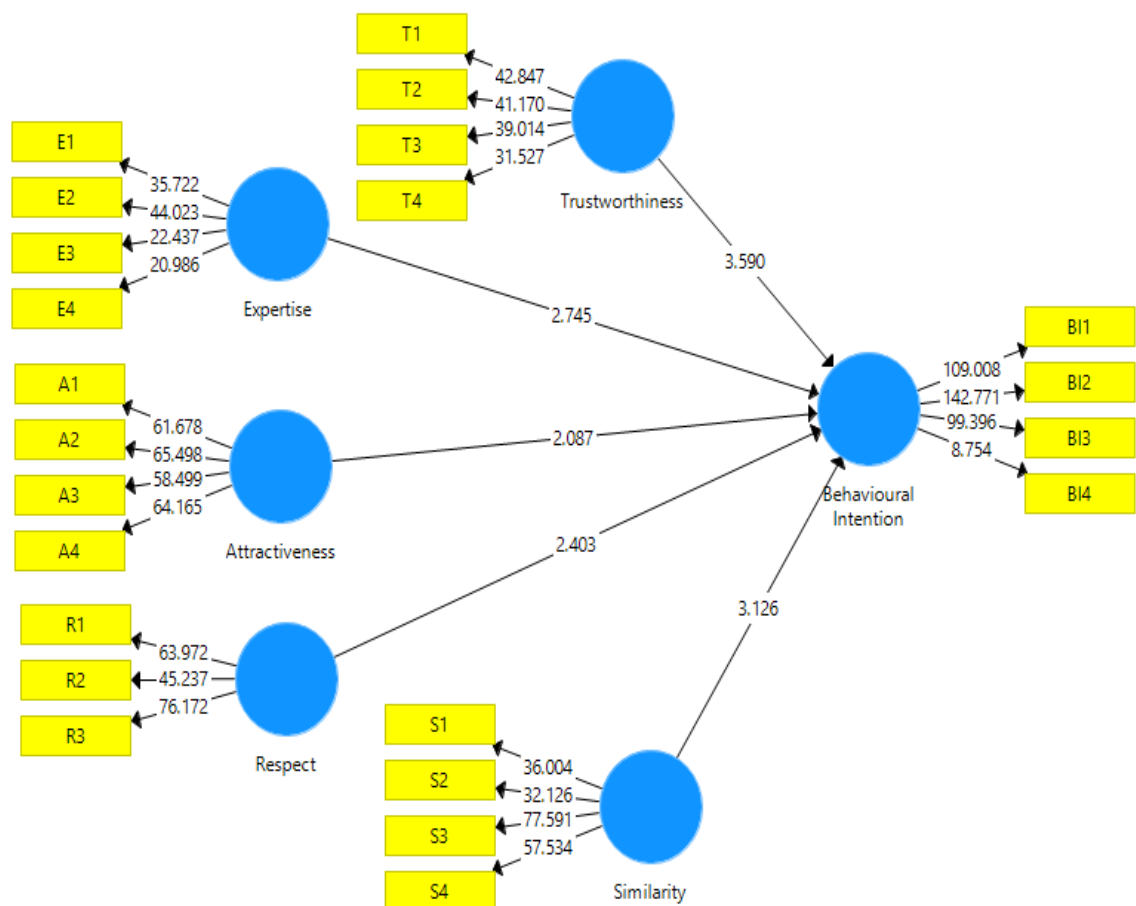 T1
T2
T3
T4
42.847
41.170
39.014
31.527
Trustworthiness
3.590
E1
E2
E3
E4
35.722
44.023
22.437
20.986
Expertise
2.745
A1
A2
A3
A4
61.678
65.498
58.499
64.165
Attractiveness
2.087
R1
R2
R3
63.972
45.237
76.172
Respect
2.403
S1
S2
S3
S4
36.004
32.126
77.591
57.534
Similarity
3.126
Behavioural
Intention
109.008
142.771
99.396
8.754
BI1
BI2
BI3
BI4